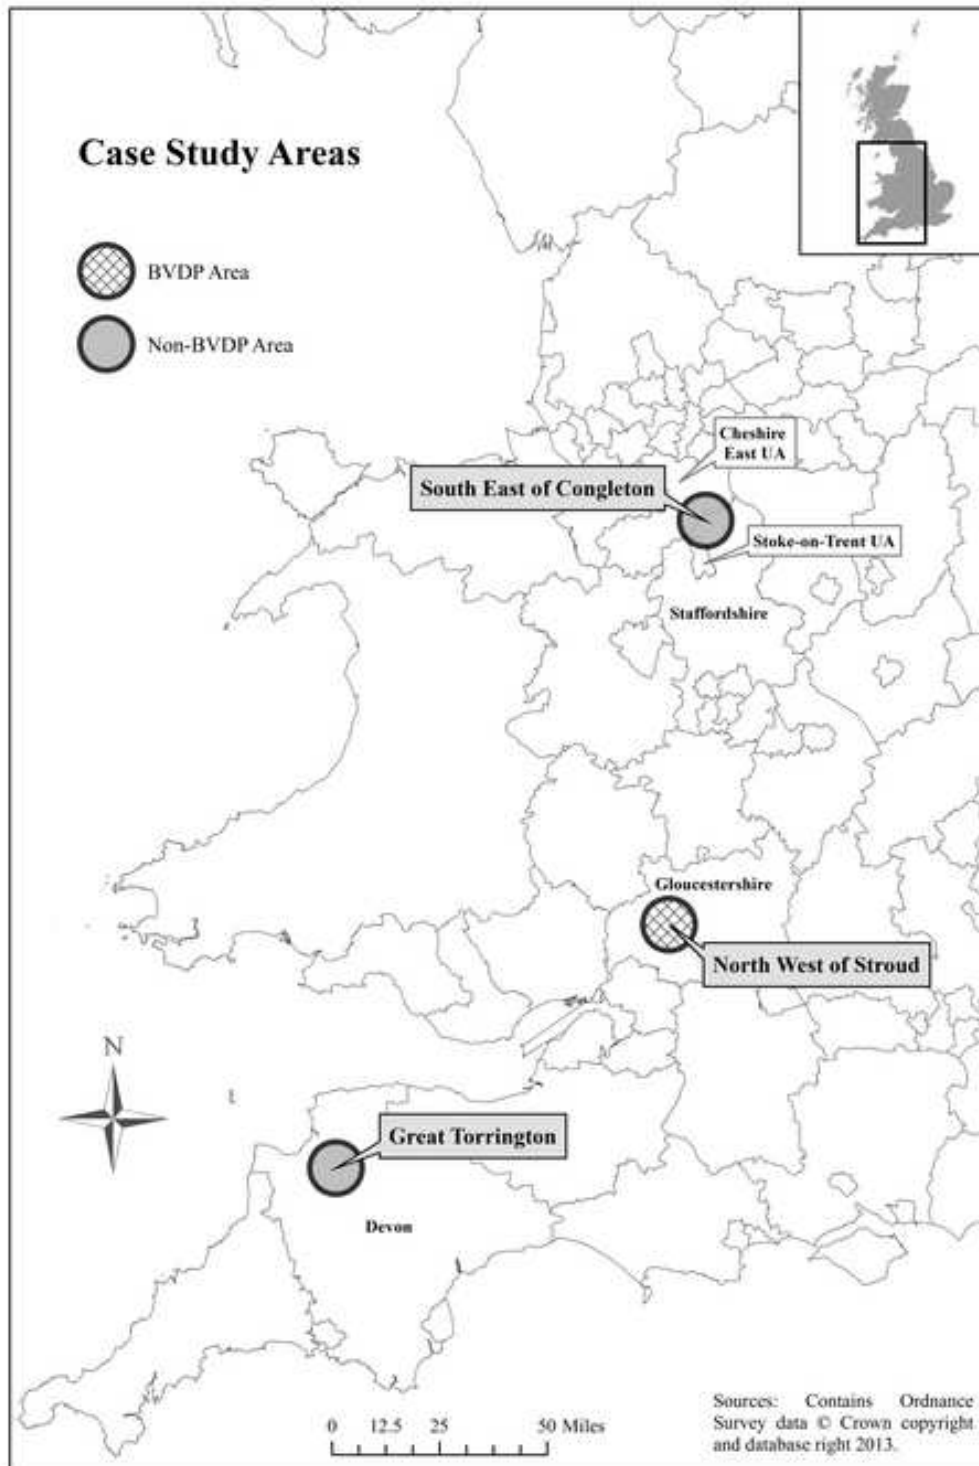 Case Study Areas
BVDP Area
Non-BVDP Area
Cheshire
East UA
South East of Congleton
Stoke-on-Trent UA
Staffordshire
Gloucestershire
North West of Stroud
N
Great Torrington
Devon
0 12.5 25 50 Miles
Sources: Contains Ordnance
Survey data © Crown copyright
and database right 2013.